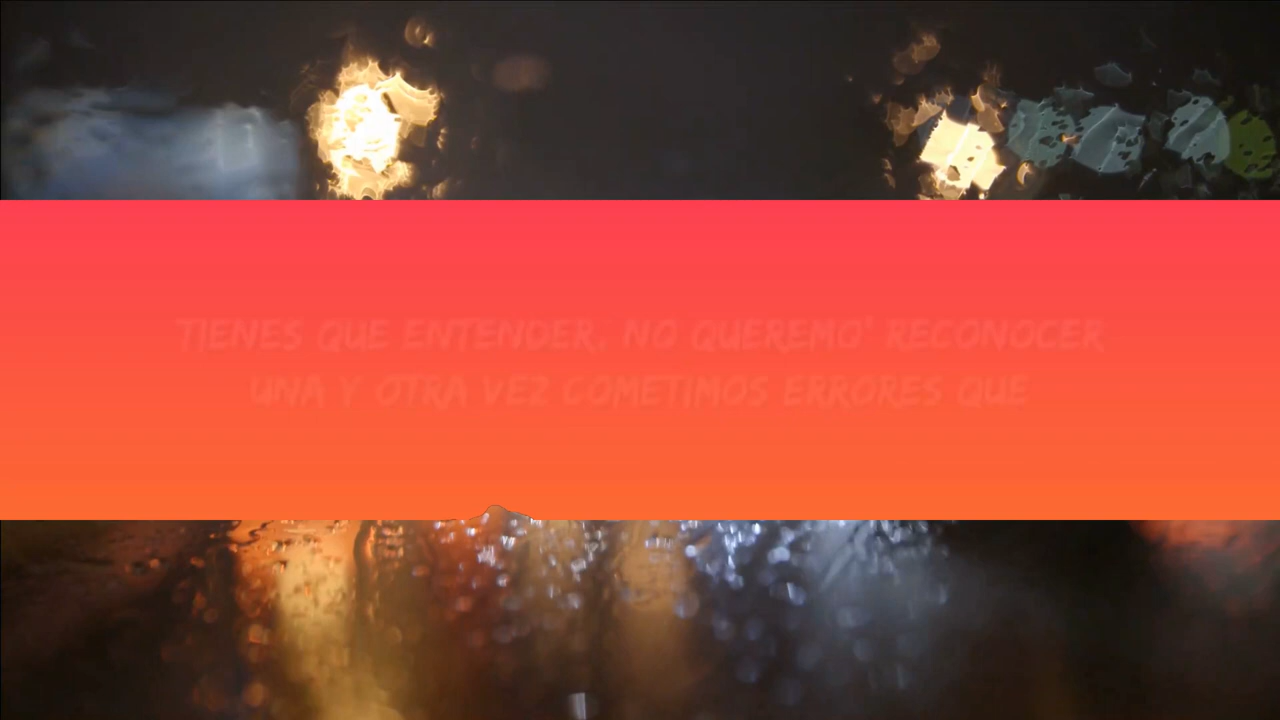 TIENES QUE ENTENDER, NO QUEREMO' RECONOCER
UNA Y OTRA VEZ COMETIMOS ERRORES QUE